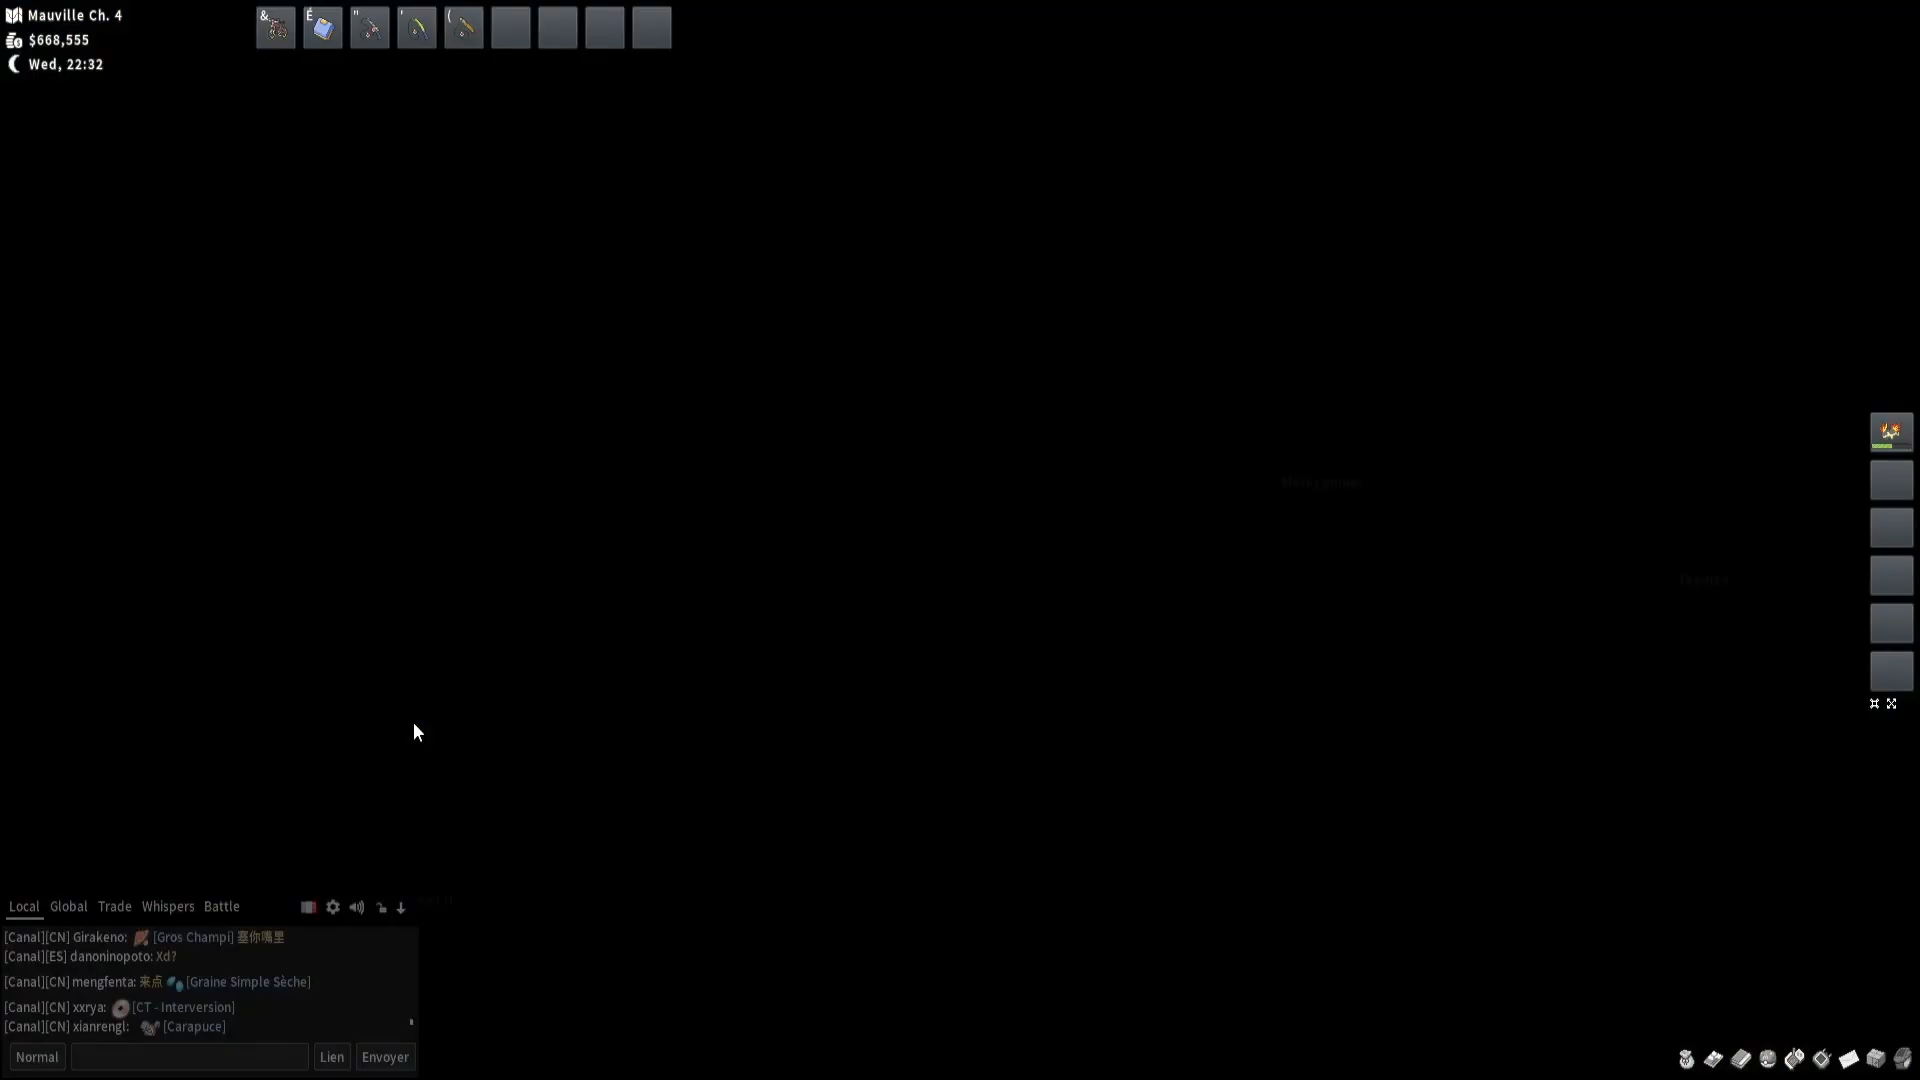 Mauville Ch. 4
$668,555
Wed, 22:32
& É " ' (
Local Global Trade Whispers Battle
[Canal][CN] Girakeno: [Gros Champi] 塞你嘴里
[Canal][ES] danoninopoto: Xd?
[Canal][CN] mengfenta: 来点 [Graine Simple Sèche]
[Canal][CN] xxrya: [CT - Interversion]
[Canal][CN] xianrengl: [Carapuce]
Normal Lien Envoyer